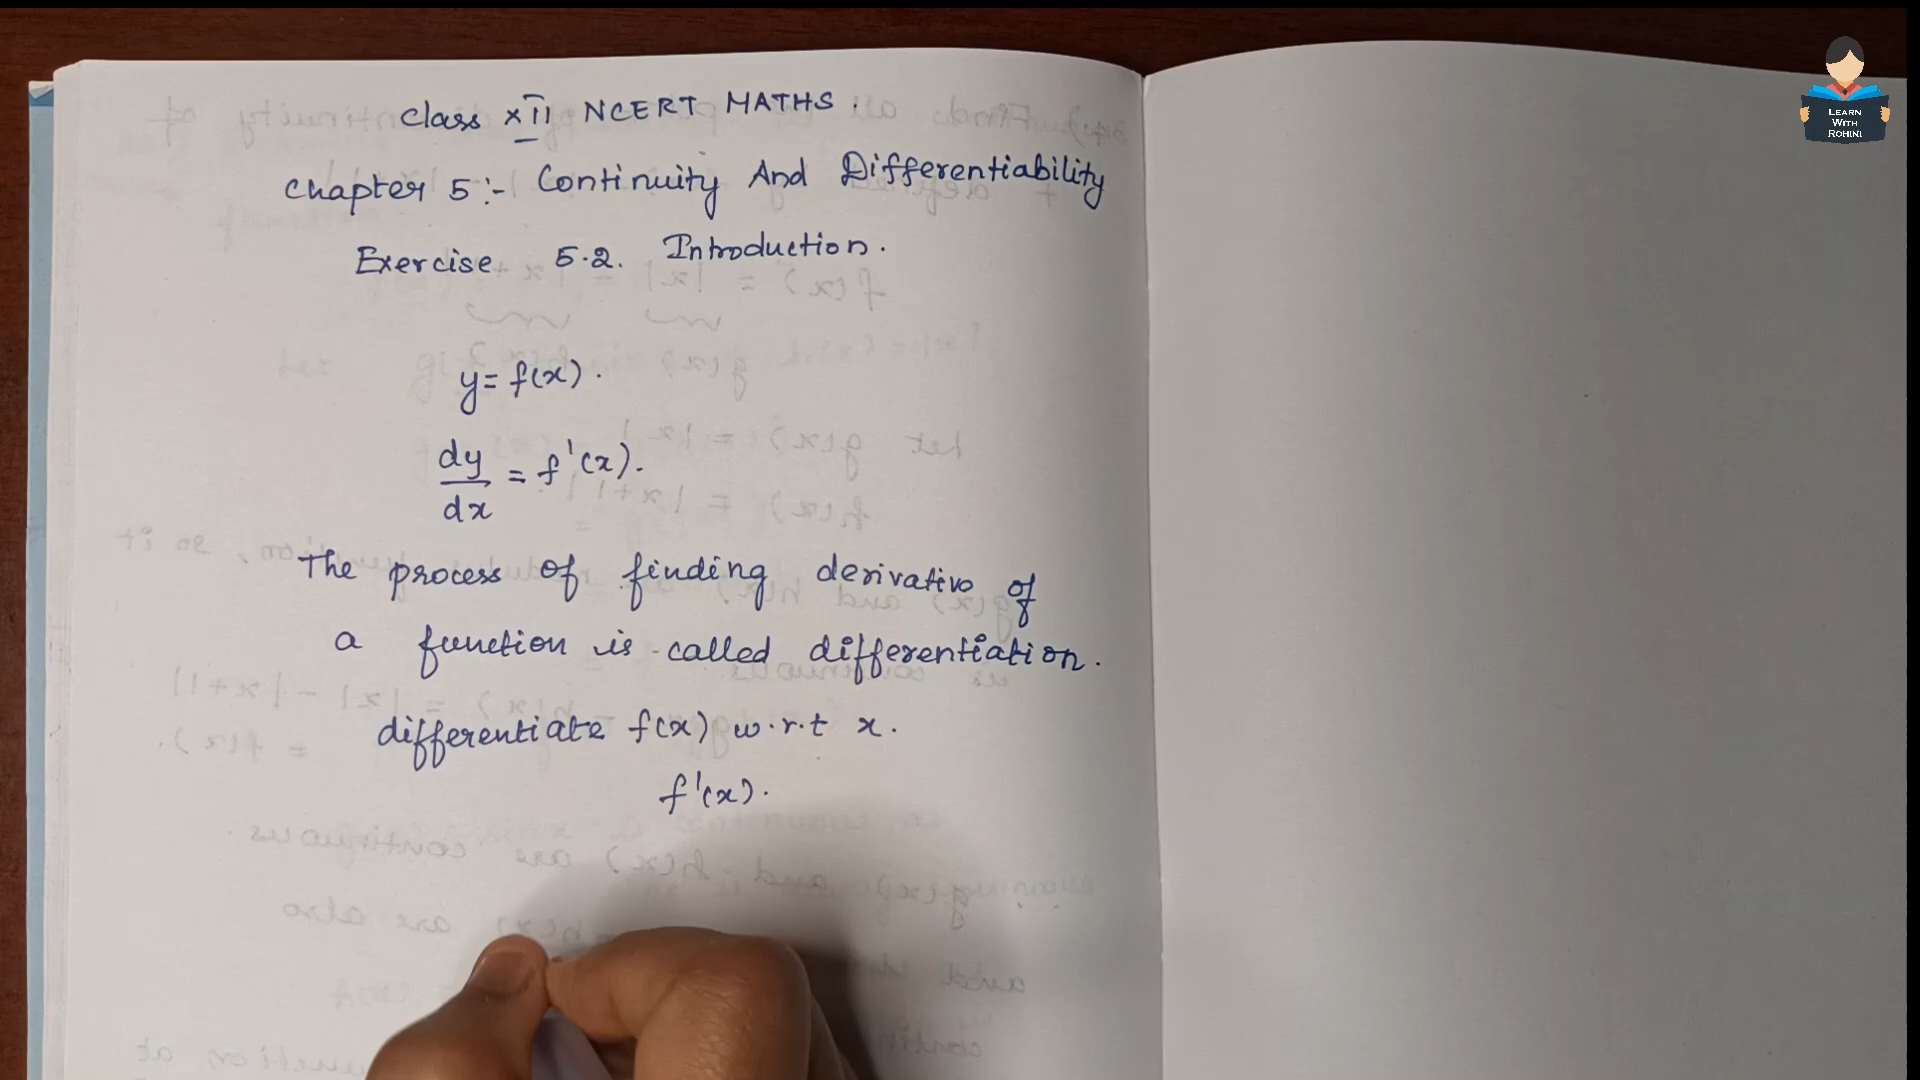 Class XII NCERT MATHS.
Chapter 5:- Continuity And Differentiability
Exercise 5.2. Introduction.
y = f(x).
dy/dx = f'(x).
The process of finding derivative of
a function is called differentiation.
differentiate f(x) w.r.t x.
f'(x).
LEARN
WITH
ROHINI